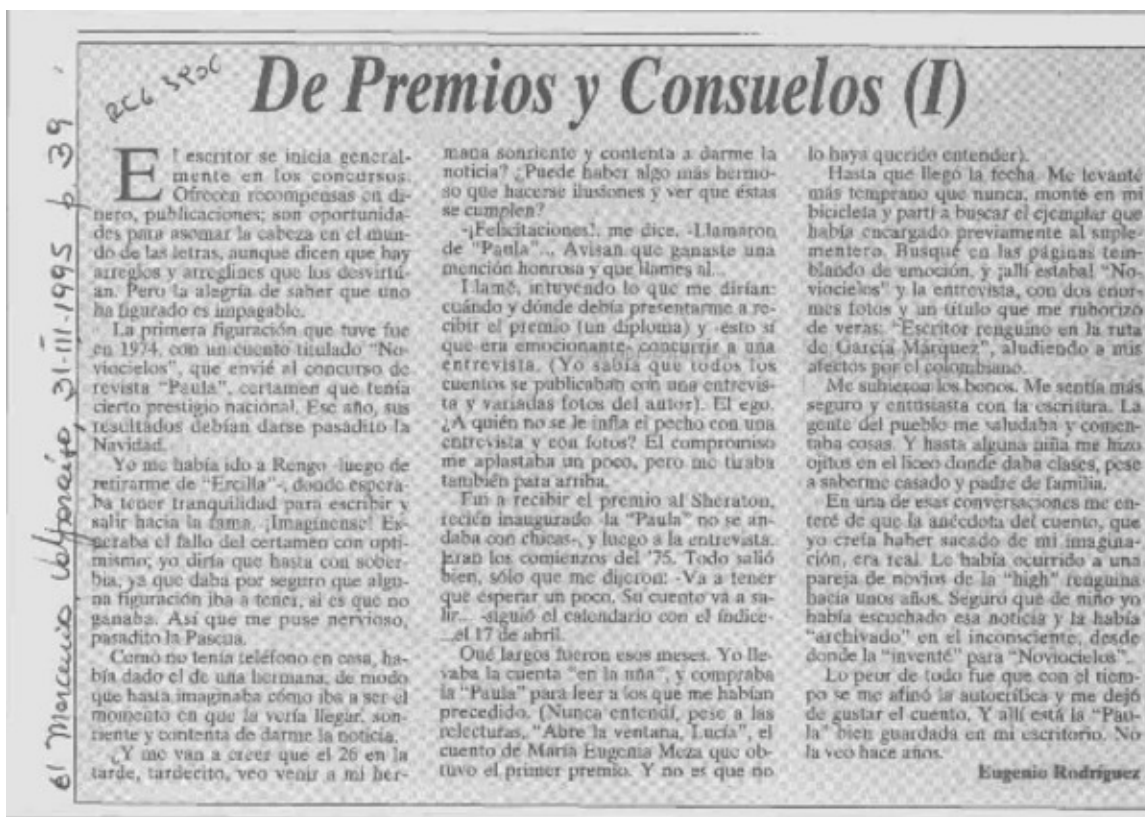 De Premios y Consuelos (I)
El escritor se inicia general-
mente en los concursos.
Ofrecen recompensas en di-
nero, publicaciones; son oportunida-
des para asomar la cabeza en el mun-
do de las letras, aunque dicen que hay
arreglos y arreglines que los desvirtú-
an. Pero la alegría de saber que uno
ha figurado es impagable.
La primera figuración que tuve fue
en 1974, con un cuento titulado "No-
viocielos", que envié al concurso de
revista "Paula", certamen que tenía
cierto prestigio nacional. Ese año, sus
resultados debían darse pasadito la
Navidad.
Yo me había ido a Rengo -luego de
retirarme de "Ercilla"-, donde espera-
ba tener tranquilidad para escribir y
salir hacia la fama. ¡Imagínense! Es-
peraba el fallo del certamen con opti-
mismo; yo diría que hasta con sober-
bia, ya que daba por seguro que algu-
na figuración iba a tener, si es que no
ganaba. Así que me puse nervioso,
pasadito la Pascua.
Como no tenía teléfono en casa, ha-
bía dado el de una hermana, de modo
que hasta imaginaba cómo iba a ser el
momento en que la vería llegar, son-
riente y contenta de darme la noticia.
¿Y me van a creer que el 26 en la
tarde, tardecito, veo venir a mi her-
mana sonriente y contenta a darme la
noticia? ¿Puede haber algo más hermo-
so que hacerse ilusiones y ver que éstas
se cumplen?
-¡Felicitaciones!, me dice. -Llamaron
de "Paula"... Avisan que ganaste una
mención honrosa y que llames al...
Llamé, intuyendo lo que me dirían:
cuándo y dónde debía presentarme a re-
cibir el premio (un diploma) y -esto sí
que era emocionante- concurrir a una
entrevista. (Yo sabía que todos los
cuentos se publicaban con una entrevis-
ta y variadas fotos del autor). El ego.
¿A quién no se le infla el pecho con una
entrevista y con fotos? El compromiso
me aplastaba un poco, pero me tiraba
también para arriba.
Fui a recibir el premio al Sheraton,
recién inaugurado -la "Paula" no se an-
daba con chicas-, y luego a la entrevista.
Eran los comienzos del '75. Todo salió
bien, sólo que me dijeron: -Va a tener
que esperar un poco. Su cuento va a sa-
lir... -siguió el calendario con el índice-
...el 17 de abril.
Qué largos fueron esos meses. Yo lle-
vaba la cuenta "en la uña", y compraba
la "Paula" para leer a los que me habían
precedido. (Nunca entendí, pese a las
relecturas, "Abre la ventana, Lucía", el
cuento de María Eugenia Meza que ob-
tuvo el primer premio. Y no es que no
lo haya querido entender).
Hasta que llegó la fecha. Me levanté
más temprano que nunca, monté en mi
bicicleta y partí a buscar el ejemplar que
había encargado previamente al suple-
mentero. Busqué en las páginas tem-
blando de emoción, y ¡allí estaba! "No-
viocielos" y la entrevista, con dos enor-
mes fotos y un título que me ruborizó
de veras: "Escritor renguino en la ruta
de García Márquez", aludiendo a mis
afectos por el colombiano.
Me subieron los bonos. Me sentía más
seguro y entusiasta con la escritura. La
gente del pueblo me saludaba y comen-
taba cosas. Y hasta alguna niña me hizo
ojitos en el liceo donde daba clases, pese
a saberme casado y padre de familia.
En una de esas conversaciones me en-
teré de que la anécdota del cuento, que
yo creía haber sacado de mi imagina-
ción, era real. Le había ocurrido a una
pareja de novios de la "high" renguina
hacía unos años. Seguro que de niño yo
había escuchado esa noticia y la había
"archivado" en el inconsciente, desde
donde la "inventé" para "Noviocielos".
Lo peor de todo fue que con el tiem-
po se me afinó la autocrítica y me dejó
de gustar el cuento. Y allí está la "Pau-
la" bien guardada en mi escritorio. No
la veo hace años.
Eugenio Rodríguez
El Mercurio, Valparaíso, 31-III-1995 p. 39.